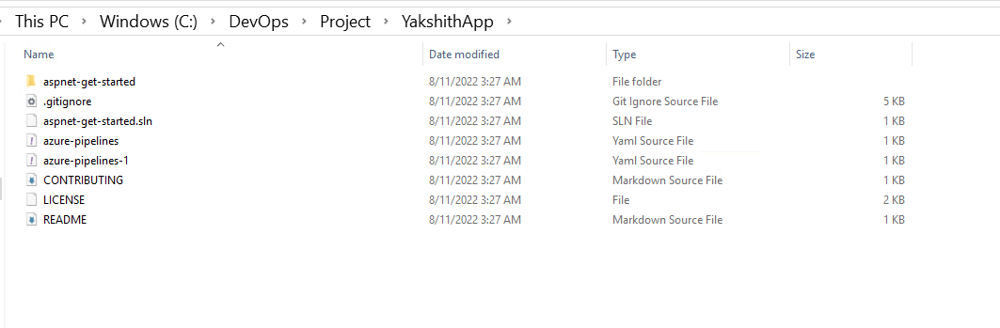 This PC > Windows (C:) > DevOps > Project > YakshithApp >
Name Date modified Type Size
aspnet-get-started 8/11/2022 3:27 AM File folder
.gitignore 8/11/2022 3:27 AM Git Ignore Source File 5 KB
aspnet-get-started.sln 8/11/2022 3:27 AM SLN File 1 KB
azure-pipelines 8/11/2022 3:27 AM Yaml Source File 1 KB
azure-pipelines-1 8/11/2022 3:27 AM Yaml Source File 1 KB
CONTRIBUTING 8/11/2022 3:27 AM Markdown Source File 1 KB
LICENSE 8/11/2022 3:27 AM File 2 KB
README 8/11/2022 3:27 AM Markdown Source File 1 KB